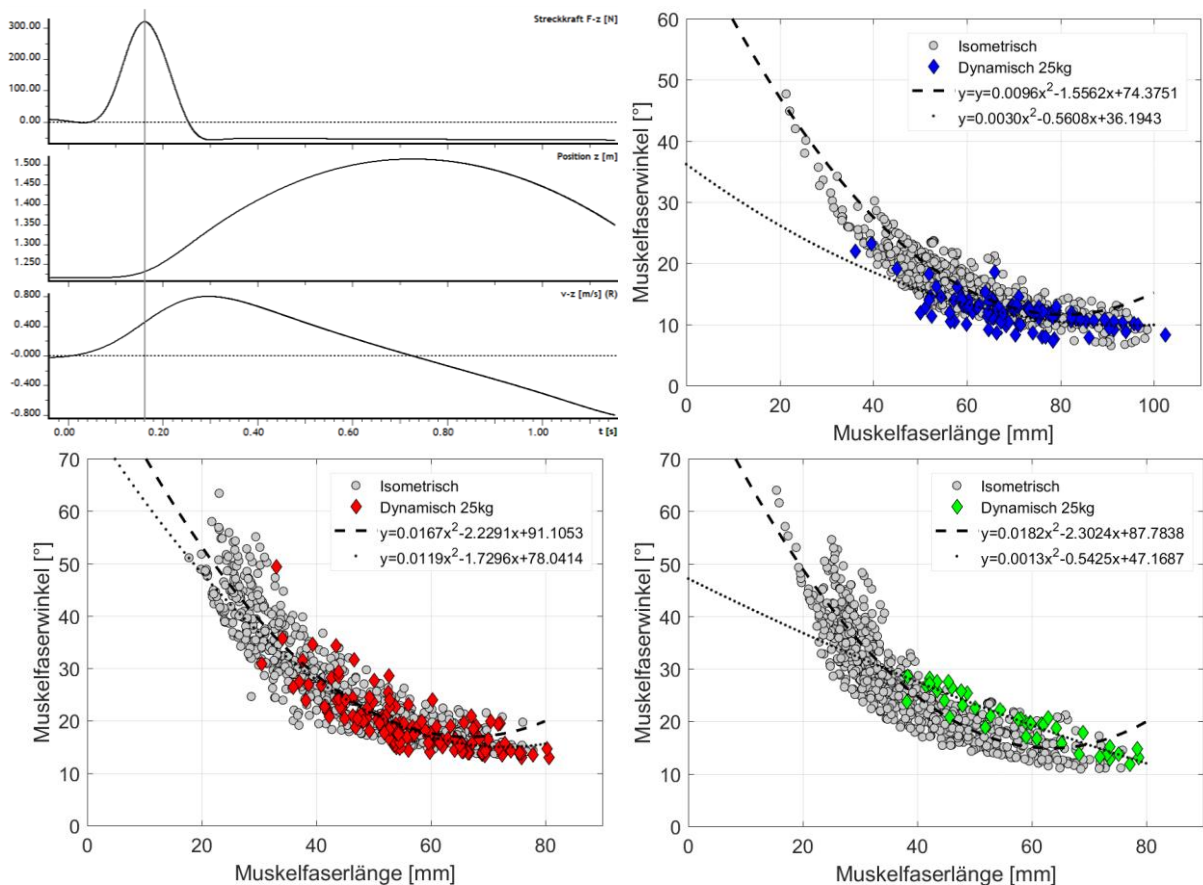 Streckkraft F-z [N]
300.00
200.00
100.00
0.00
Position z [m]
1.500
1.450
1.400
1.350
1.300
1.250
v-z [m/s] (R)
0.800
0.400
-0.000
-0.400
-0.800
0.00 0.20 0.40 0.60 0.80 1.00 t [s]
60
50
40
30
20
10
0
Muskelfaserwinkel [°]
Isometrisch
Dynamisch 25kg
y=y=0.0096x²-1.5562x+74.3751
y=0.0030x²-0.5608x+36.1943
0 20 40 60 80 100
Muskelfaserlänge [mm]
70
60
50
40
30
20
10
0
Muskelfaserwinkel [°]
Isometrisch
Dynamisch 25kg
y=0.0167x²-2.2291x+91.1053
y=0.0119x²-1.7296x+78.0414
0 20 40 60 80
Muskelfaserlänge [mm]
70
60
50
40
30
20
10
0
Muskelfaserwinkel [°]
Isometrisch
Dynamisch 25kg
y=0.0182x²-2.3024x+87.7838
y=0.0013x²-0.5425x+47.1687
0 20 40 60 80
Muskelfaserlänge [mm]